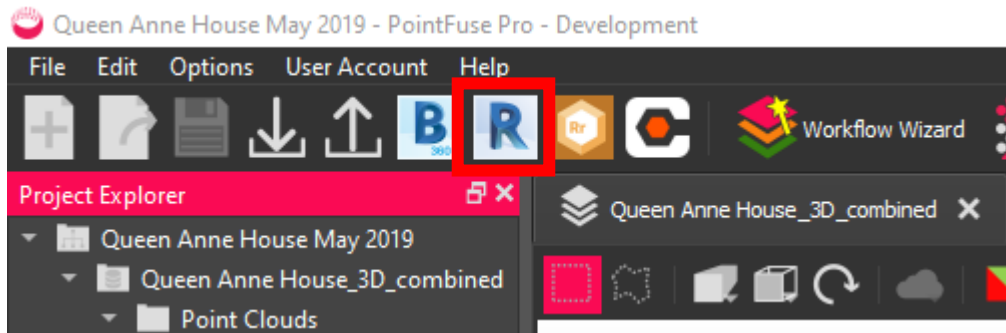 Queen Anne House May 2019 - PointFuse Pro - Development
File Edit Options User Account Help
B 360 R Rr C Workflow Wizard
Project Explorer
Queen Anne House_3D_combined
Queen Anne House May 2019
Queen Anne House_3D_combined
Point Clouds